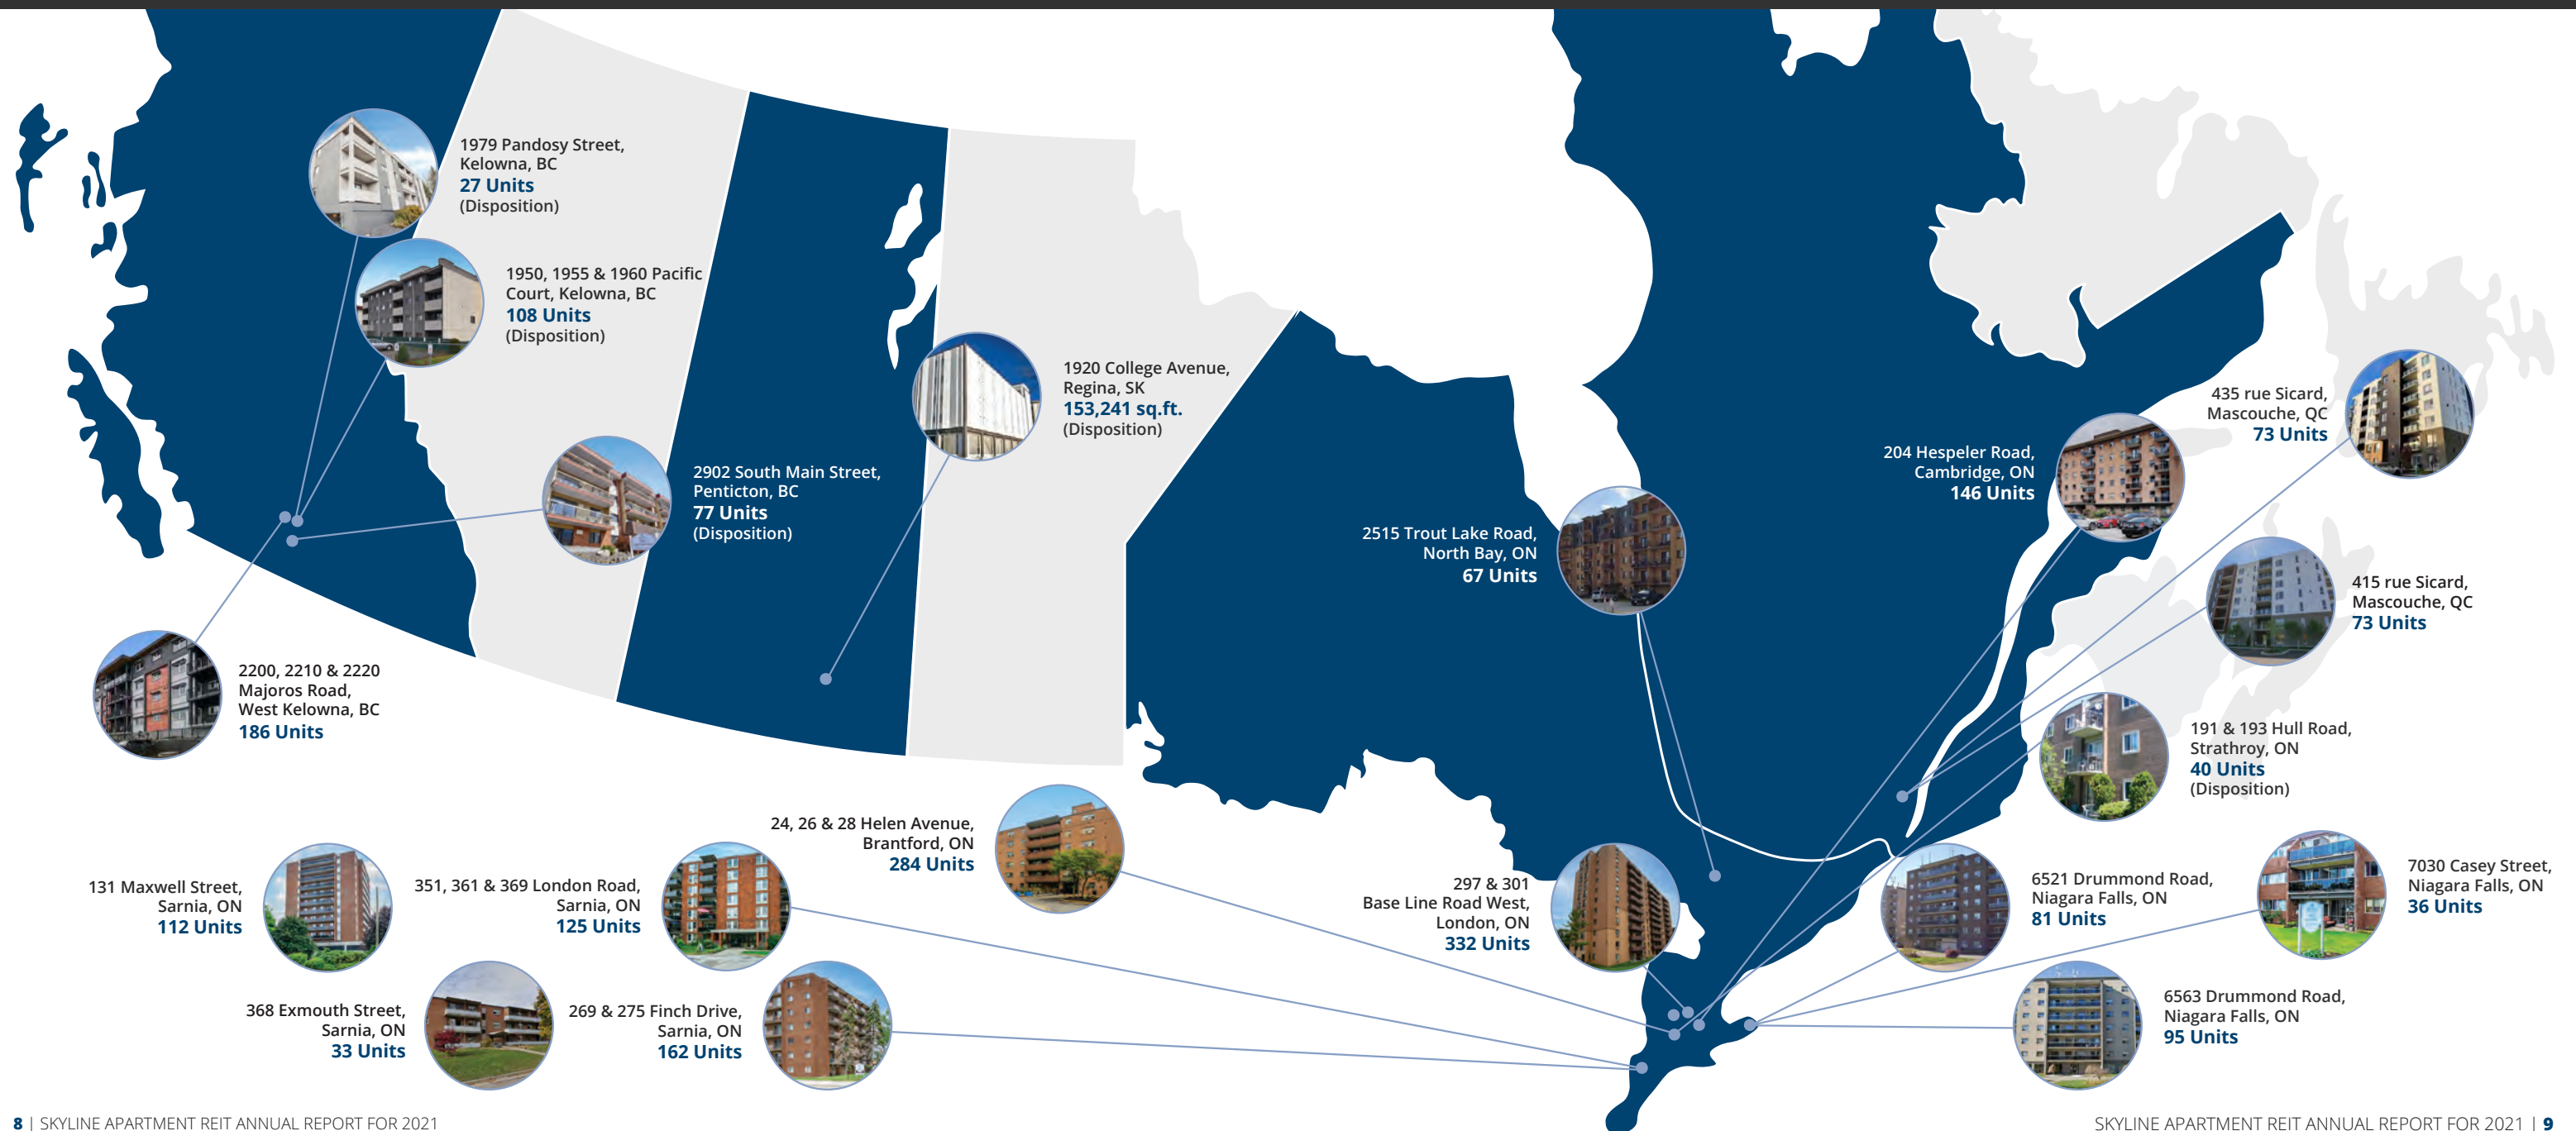 1979 Pandosy Street,
Kelowna, BC
27 Units
(Disposition)
1950, 1955 & 1960 Pacific
Court, Kelowna, BC
108 Units
(Disposition)
2902 South Main Street,
Penticton, BC
77 Units
(Disposition)
1920 College Avenue,
Regina, SK
153,241 sq.ft.
(Disposition)
2200, 2210 & 2220
Majoros Road,
West Kelowna, BC
186 Units
131 Maxwell Street,
Sarnia, ON
112 Units
351, 361 & 369 London Road,
Sarnia, ON
125 Units
24, 26 & 28 Helen Avenue,
Brantford, ON
284 Units
368 Exmouth Street,
Sarnia, ON
33 Units
269 & 275 Finch Drive,
Sarnia, ON
162 Units
2515 Trout Lake Road,
North Bay, ON
67 Units
204 Hespeler Road,
Cambridge, ON
146 Units
435 rue Sicard,
Mascouche, QC
73 Units
415 rue Sicard,
Mascouche, QC
73 Units
191 & 193 Hull Road,
Strathroy, ON
40 Units
(Disposition)
297 & 301
Base Line Road West,
London, ON
332 Units
6521 Drummond Road,
Niagara Falls, ON
81 Units
7030 Casey Street,
Niagara Falls, ON
36 Units
6563 Drummond Road,
Niagara Falls, ON
95 Units
8 | SKYLINE APARTMENT REIT ANNUAL REPORT FOR 2021
SKYLINE APARTMENT REIT ANNUAL REPORT FOR 2021 | 9